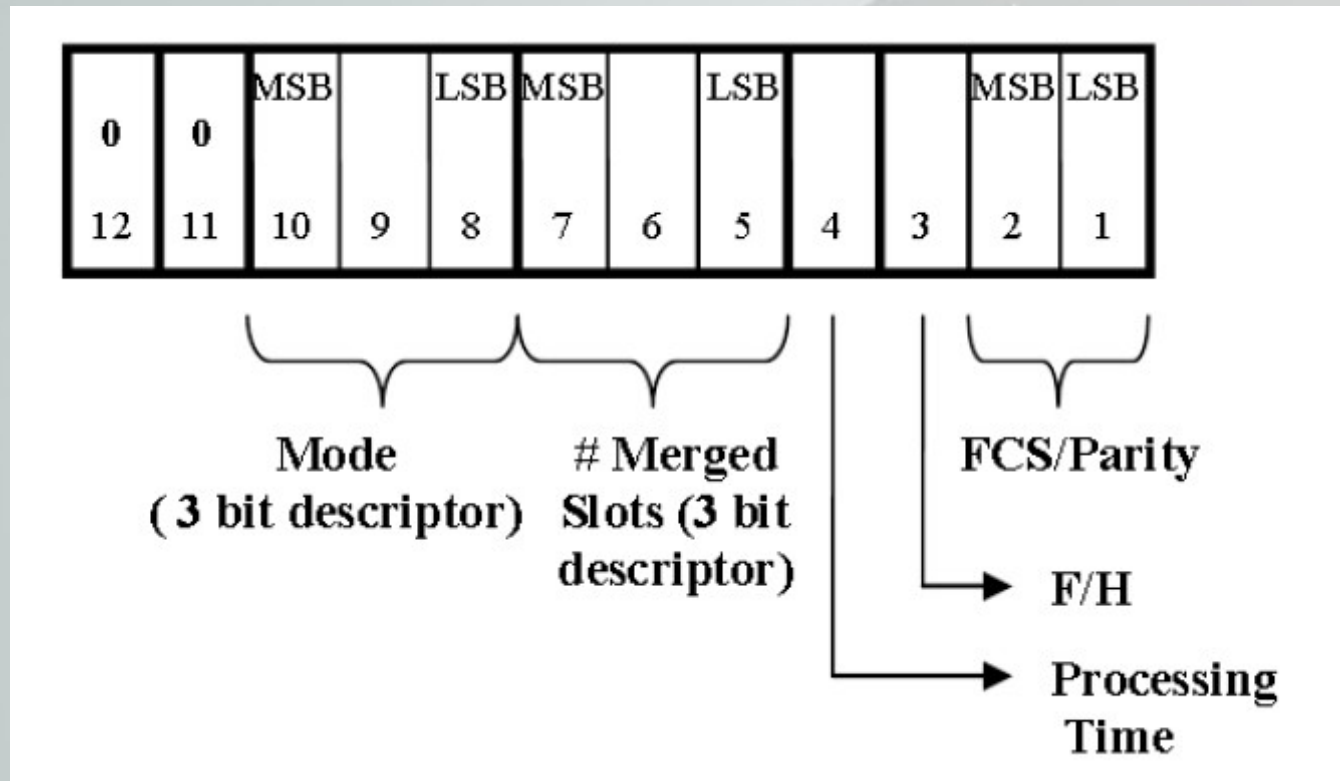 MSB LSB MSB LSB MSB LSB
0 0
12 11 10 9 8 7 6 5 4 3 2 1
Mode
( 3 bit descriptor)
# Merged
Slots (3 bit
descriptor)
FCS/Parity
F/H
Processing
Time